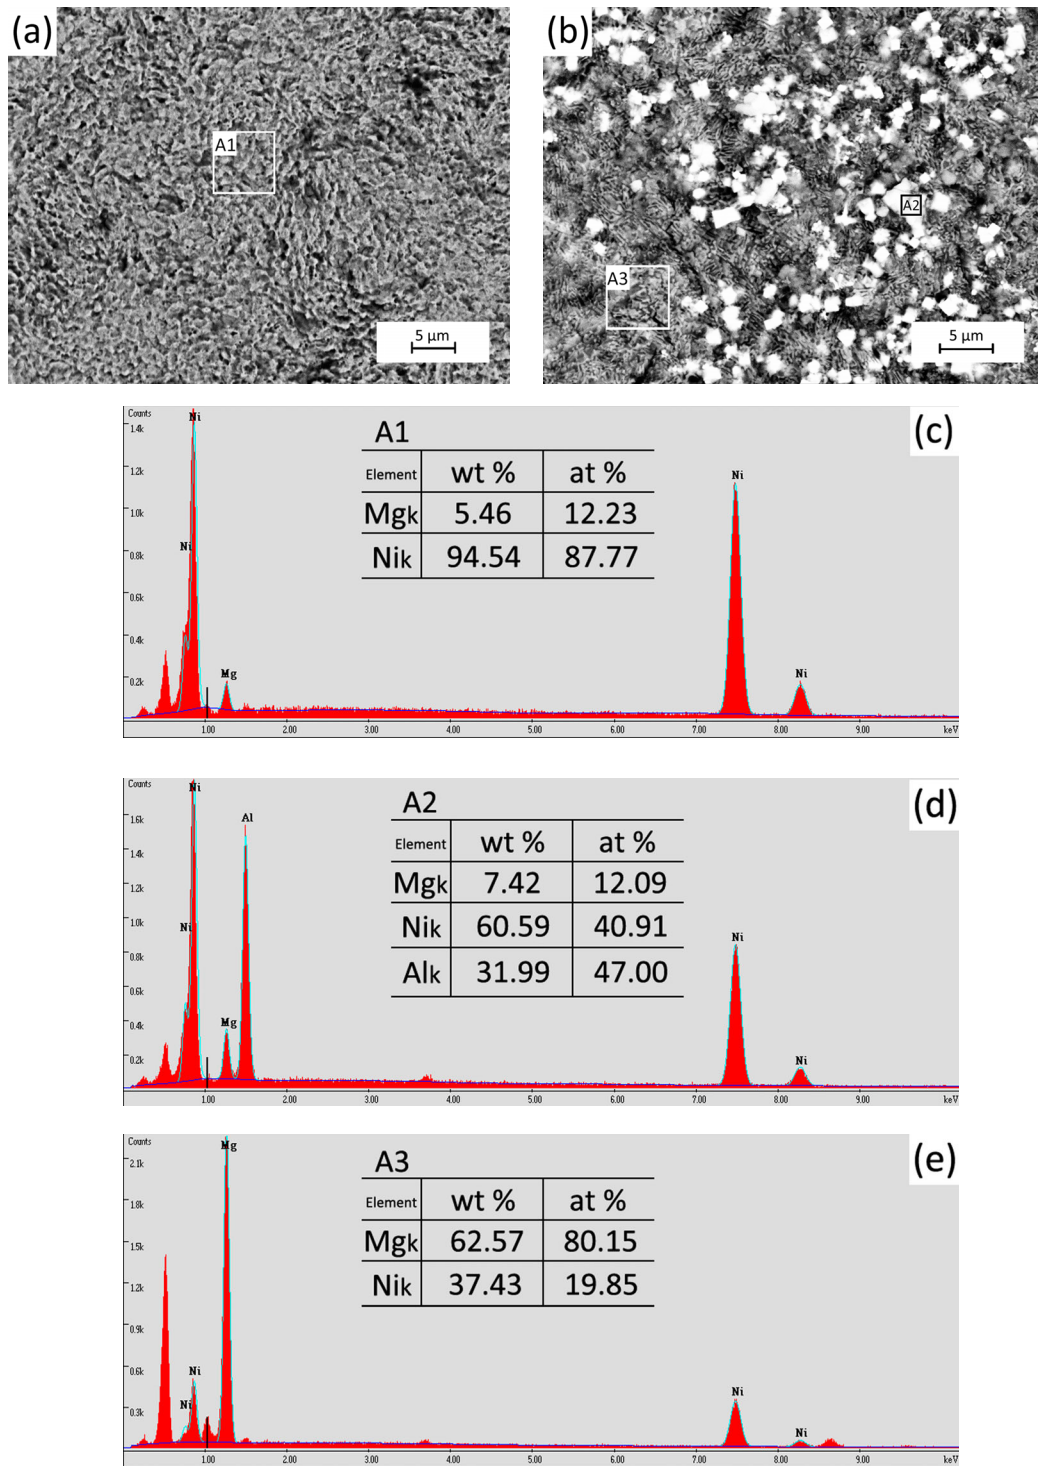 (a)
(b)
A1
A2
A3
5 µm
5 µm
(c)
Counts
Ni
1.4k
1.2k
1.0k
0.8k
0.6k
0.4k
0.2k
Ni
Mg
Ni
Ni
A1
Element wt % at %
Mgk 5.46 12.23
Nik 94.54 87.77
1.00 2.00 3.00 4.00 5.00 6.00 7.00 8.00 9.00 keV
(d)
Counts
Ni
Al
1.6k
1.4k
1.2k
1.0k
0.8k
0.6k
0.4k
0.2k
Ni
Mg
Ni
Ni
A2
Element wt % at %
Mgk 7.42 12.09
Nik 60.59 40.91
Alk 31.99 47.00
1.00 2.00 3.00 4.00 5.00 6.00 7.00 8.00 9.00 keV
(e)
Counts
Mg
2.1k
1.8k
1.5k
1.2k
0.9k
0.6k
0.3k
Ni
Ni
Ni
Ni
A3
Element wt % at %
Mgk 62.57 80.15
Nik 37.43 19.85
1.00 2.00 3.00 4.00 5.00 6.00 7.00 8.00 9.00 keV